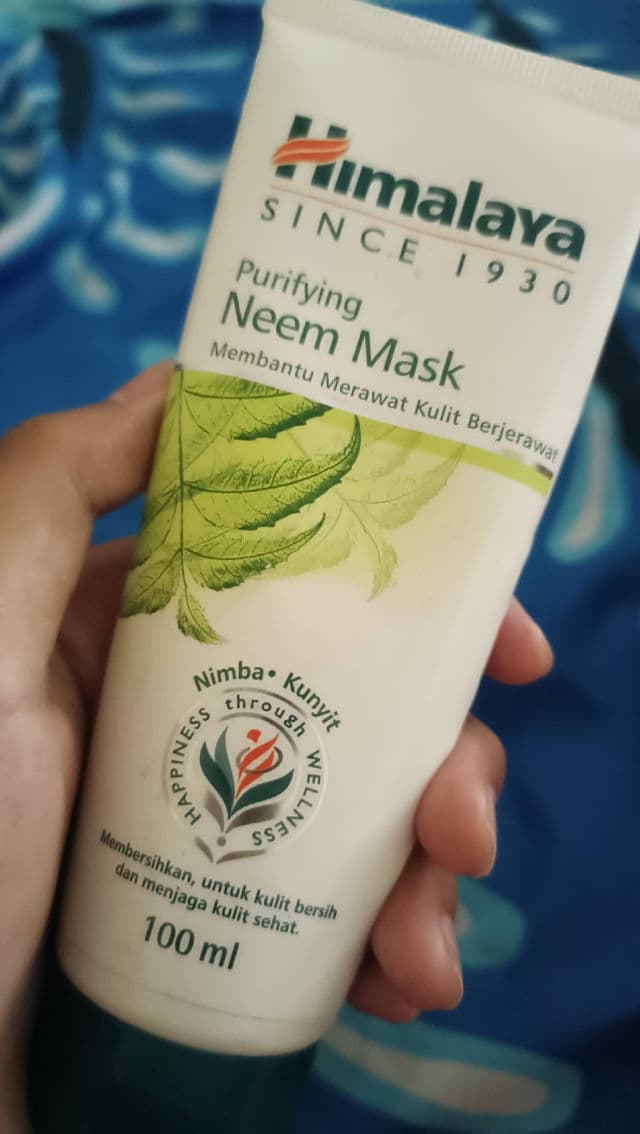 Himalaya
SINCE 1930
Purifying
Neem Mask
Membantu Merawat Kulit Berjerawat
Nimba• Kunyit
HAPPINESS through WELLNESS
Membersihkan, untuk kulit bersih
dan menjaga kulit sehat.
100 ml